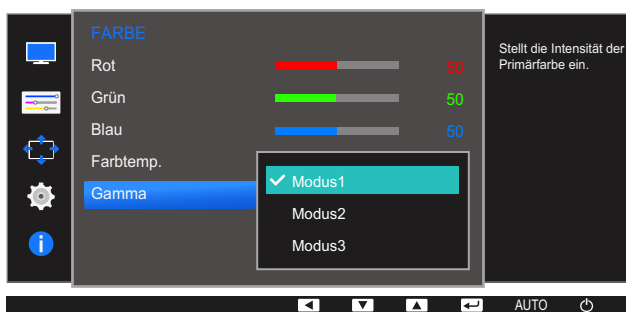 FARBE
Rot 50
Grün 50
Blau 50
Farbtemp.
Gamma
Modus1
Modus2
Modus3
Stellt die Intensität der
Primärfarbe ein.
AUTO